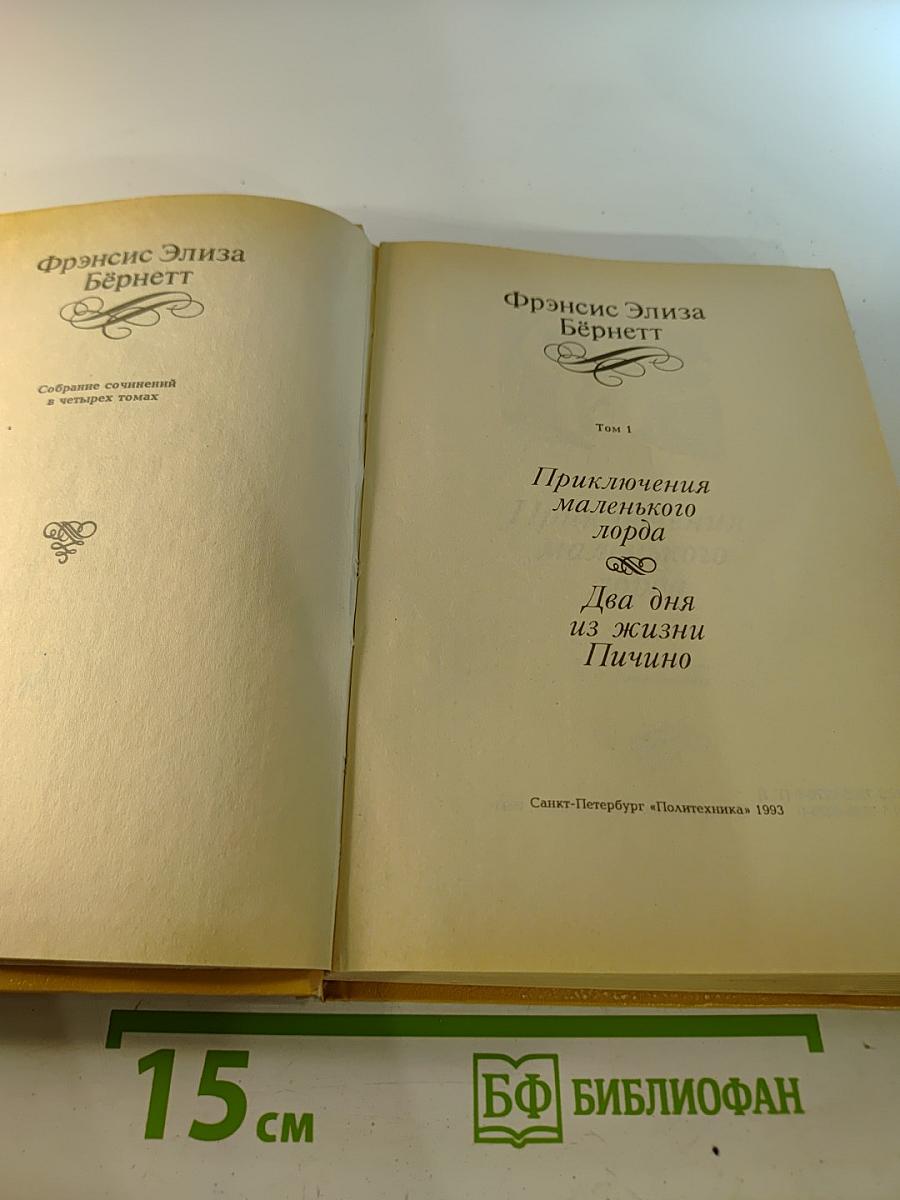 Фрэнсис Элиза
Бёрнетт
Собрание сочинений
в четырех томах
Фрэнсис Элиза
Бёрнетт
Том 1
Приключения
маленького
лорда
Два дня
из жизни
Пичино
Санкт-Петербург «Политехника» 1993
15 см
БФ БИБЛИОФАН